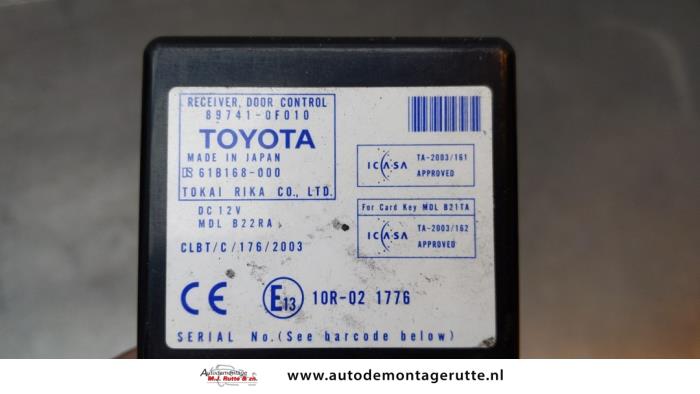 RECEIVER, DOOR CONTROL
89741-0F010
TOYOTA
MADE IN JAPAN
61B168-000
TOKAI RIKA CO., LTD.
DC 12V
MDL B22RA
CLBT/C/176/2003
ICASA
TA-2003/161
APPROVED
For Card Key MDL B21TA
ICASA
TA-2003/162
APPROVED
CE
E13 10R-02 1776
SERIAL No.(See barcode below)
Autodemontage
M.J. Rutte & zn.
www.autodemontagerutte.nl